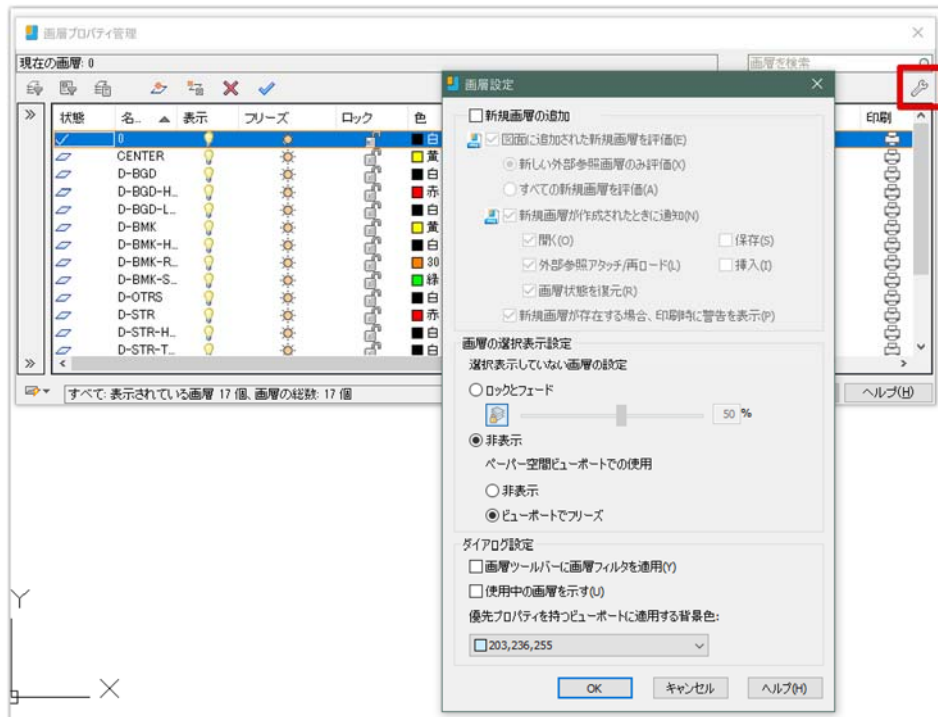 画層プロパティ管理
現在の画層: 0
画層を検索
状態 名.. 表示 フリーズ ロック 色 印刷
0 白
CENTER 黄
D-BGD 白
D-BGD-H... 赤
D-BGD-L... 白
D-BMK 黄
D-BMK-H... 白
D-BMK-R... 30
D-BMK-S... 緑
D-OTRS 白
D-STR 赤
D-STR-H... 白
D-STR-T... 白
すべて: 表示されている画層 17 個、画層の総数: 17 個
ヘルプ(H)
画層設定
新規画層の追加
図面に追加された新規画層を評価(E)
新しい外部参照画層のみ評価(X)
すべての新規画層を評価(A)
新規画層が作成されたときに通知(N)
開く(O) 保存(S)
外部参照アタッチ/再ロード(L) 挿入(I)
画層状態を復元(R)
新規画層が存在する場合、印刷時に警告を表示(P)
画層の選択表示設定
選択表示していない画層の設定
ロックとフェード
50 %
非表示
ペーパー空間ビューポートでの使用
非表示
ビューポートでフリーズ
ダイアログ設定
画層ツールバーに画層フィルタを適用(Y)
使用中の画層を示す(U)
優先プロパティを持つビューポートに適用する背景色:
203,236,255
OK キャンセル ヘルプ(H)
Y
X